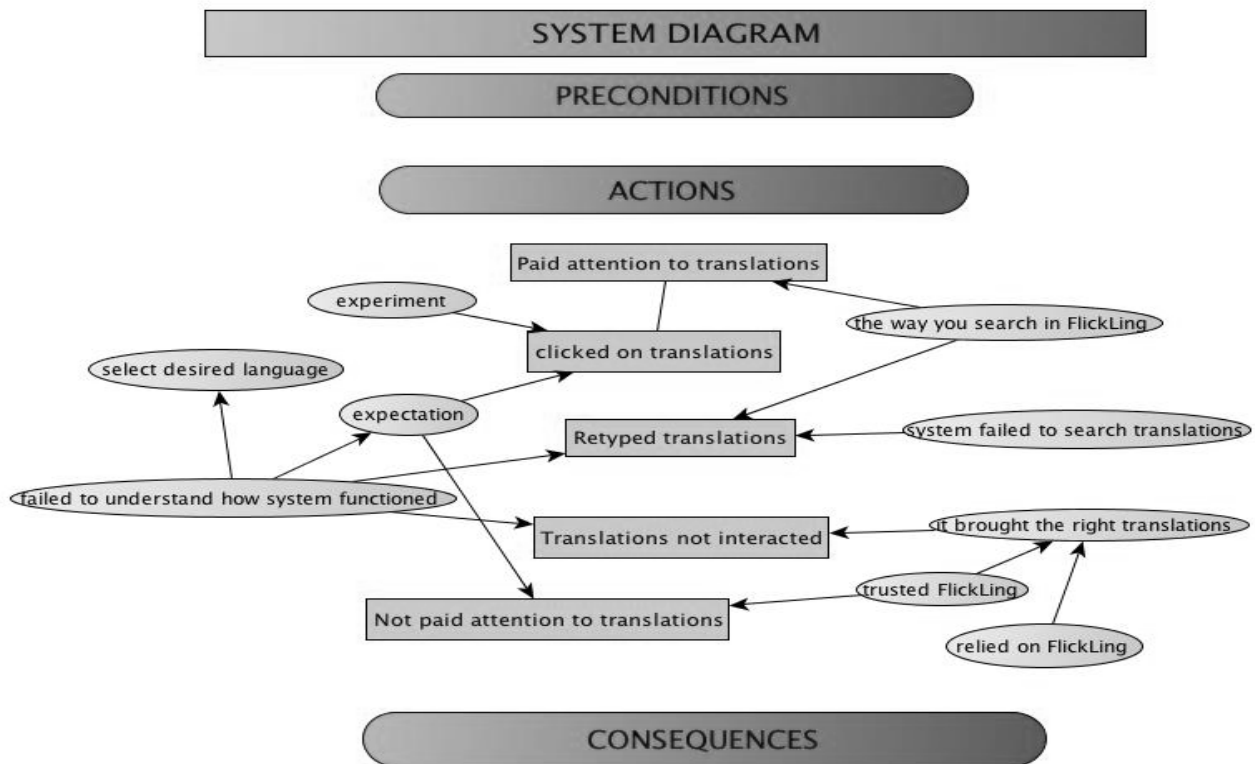 SYSTEM DIAGRAM
PRECONDITIONS
ACTIONS
Paid attention to translations
experiment
the way you search in FlickLing
clicked on translations
select desired language
expectation
Retyped translations
system failed to search translations
failed to understand how system functioned
Translations not interacted
it brought the right translations
trusted FlickLing
Not paid attention to translations
relied on FlickLing
CONSEQUENCES